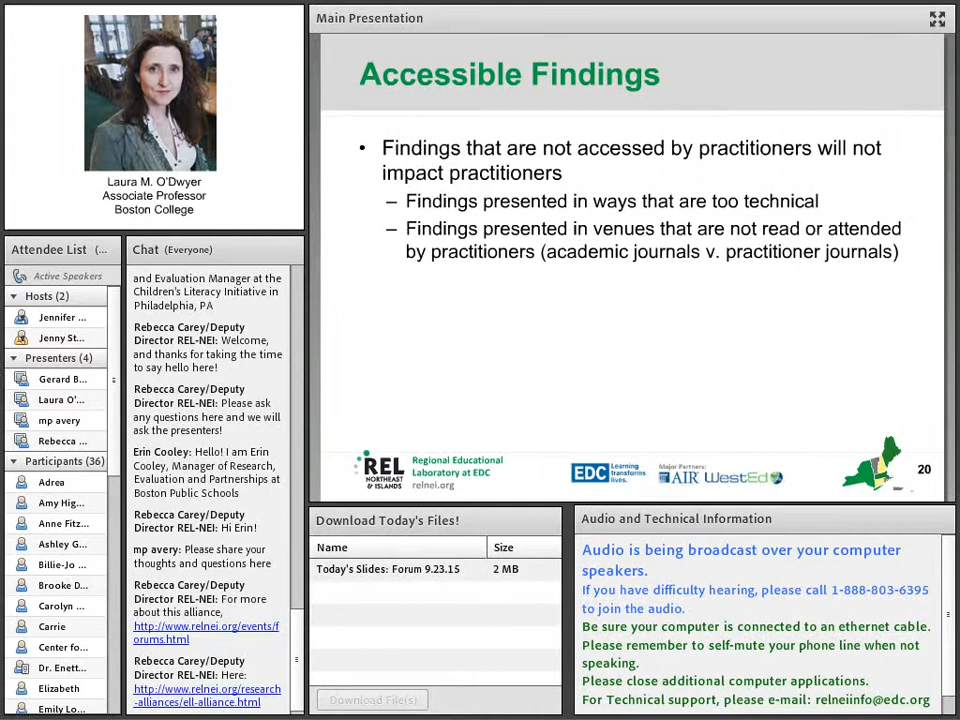 Laura M. O'Dwyer
Associate Professor
Boston College
Attendee List (...
Active Speakers
Hosts (2)
Jennifer ...
Jenny St...
Presenters (4)
Gerard B...
Laura O'...
mp avery
Rebecca ...
Participants (36)
Adrea
Amy Hig...
Anne Fitz...
Ashley G...
Billie-Jo ...
Brooke D...
Carolyn ...
Carrie
Center fo...
Dr. Enett...
Elizabeth
Emily Lo...
Chat (Everyone)
and Evaluation Manager at the
Children's Literacy Initiative in
Philadelphia, PA
Rebecca Carey/Deputy
Director REL-NEI: Welcome,
and thanks for taking the time
to say hello here!
Rebecca Carey/Deputy
Director REL-NEI: Please ask
any questions here and we will
ask the presenters!
Erin Cooley: Hello! I am Erin
Cooley, Manager of Research,
Evaluation and Partnerships at
Boston Public Schools
Rebecca Carey/Deputy
Director REL-NEI: Hi Erin!
mp avery: Please share your
thoughts and questions here
Rebecca Carey/Deputy
Director REL-NEI: For more
about this alliance,
http://www.relnei.org/events/f
orums.html
Rebecca Carey/Deputy
Director REL-NEI: Here:
http://www.relnei.org/research
-alliances/ell-alliance.html
Main Presentation
Accessible Findings
• Findings that are not accessed by practitioners will not
impact practitioners
– Findings presented in ways that are too technical
– Findings presented in venues that are not read or attended
by practitioners (academic journals v. practitioner journals)
REL
NORTHEAST
& ISLANDS
Regional Educational
Laboratory at EDC
relnei.org
EDC Learning
transforms
lives.
Major Partners:
AIR WestEd
20
Download Today's Files!
Name Size
Today's Slides: Forum 9.23.15 2 MB
Download File(s)
Audio and Technical Information
Audio is being broadcast over your computer
speakers.
If you have difficulty hearing, please call 1-888-803-6395
to join the audio.
Be sure your computer is connected to an ethernet cable.
Please remember to self-mute your phone line when not
speaking.
Please close additional computer applications.
For Technical support, please e-mail: relneiinfo@edc.org